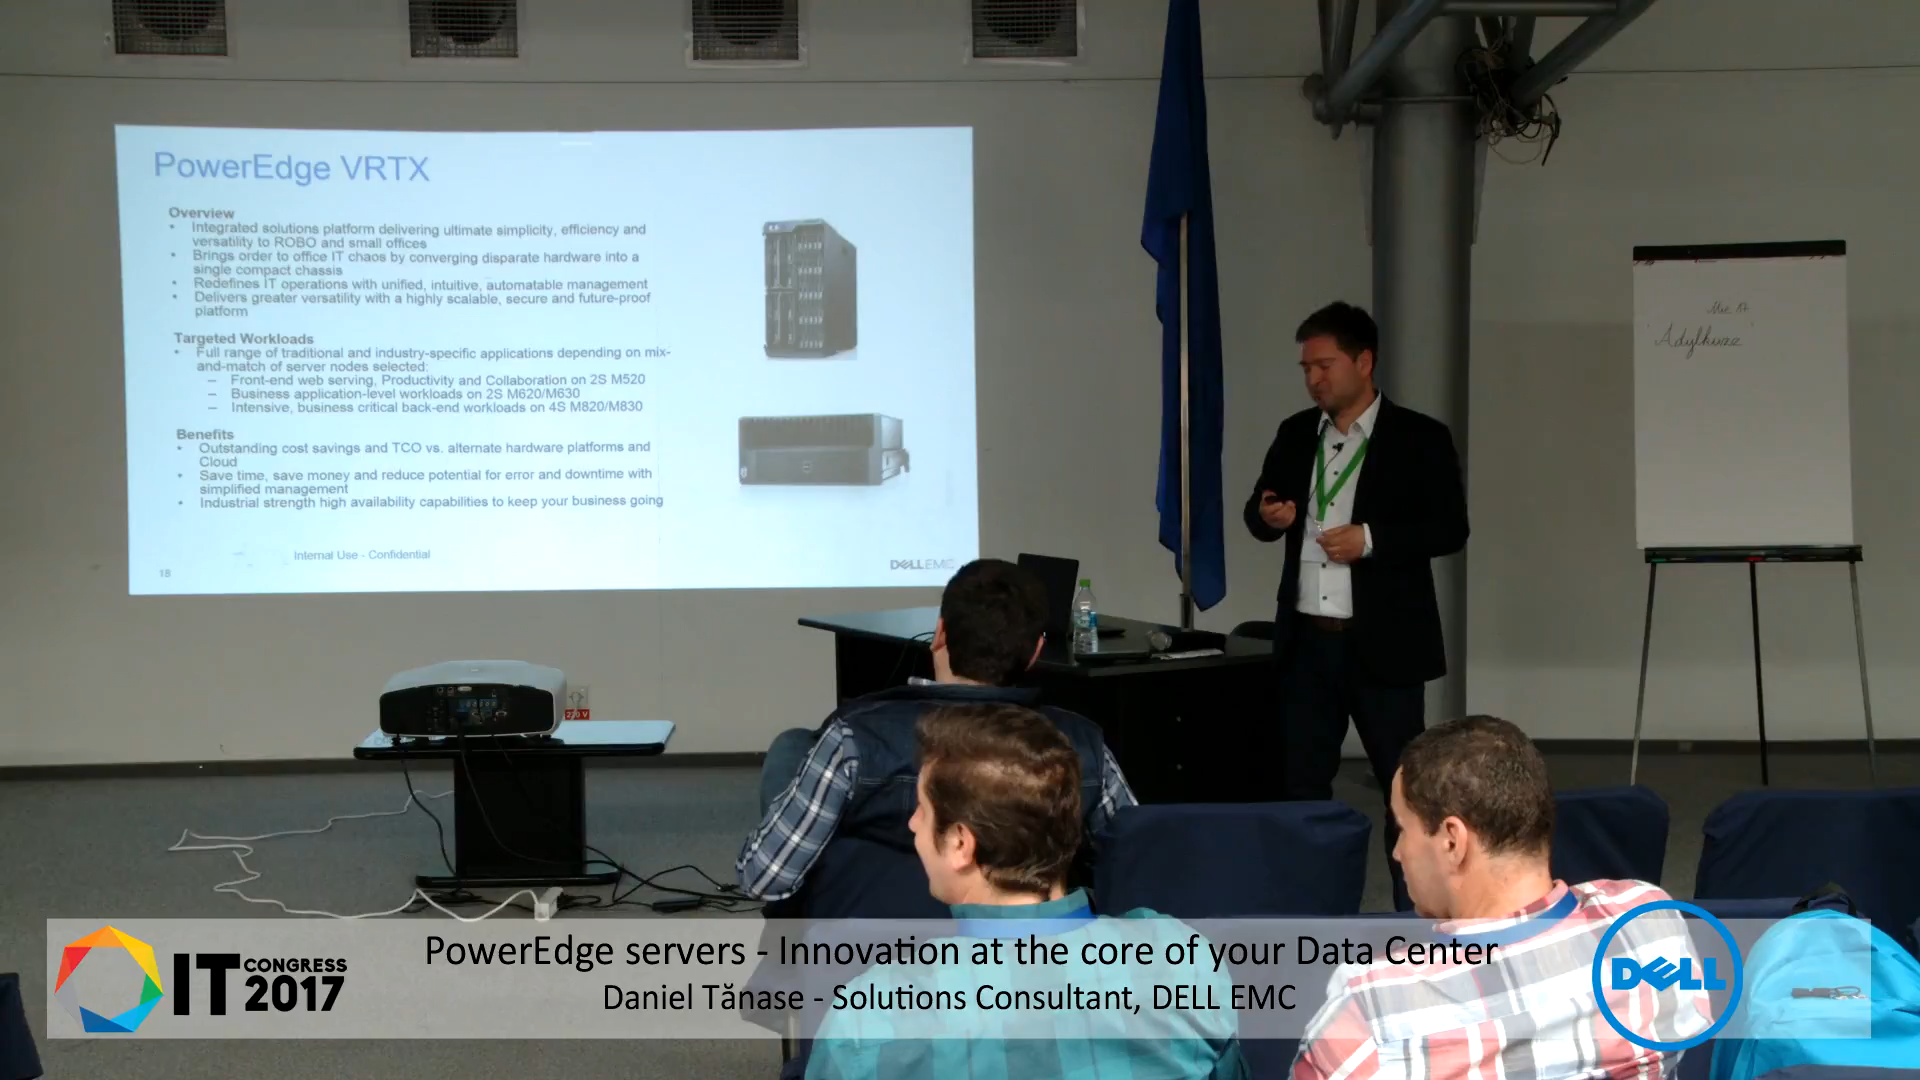 PowerEdge VRTX
Overview
• Integrated solutions platform delivering ultimate simplicity, efficiency and
versatility to ROBO and small offices
• Brings order to office IT chaos by converging disparate hardware into a
single compact chassis
• Redefines IT operations with unified, intuitive, automatable management
• Delivers greater versatility with a highly scalable, secure and future-proof
platform
Targeted Workloads
• Full range of traditional and industry-specific applications depending on mix-
and-match of server nodes selected:
– Front-end web serving, Productivity and Collaboration on 2S M520
– Business application-level workloads on 2S M620/M630
– Intensive, business critical back-end workloads on 4S M820/M830
Benefits
• Outstanding cost savings and TCO vs. alternate hardware platforms and
Cloud
• Save time, save money and reduce potential for error and downtime with
simplified management
• Industrial strength high availability capabilities to keep your business going
Internal Use - Confidential
18
DELLEMC
220 V
IT CONGRESS
2017
PowerEdge servers - Innovation at the core of your Data Center
Daniel Tănase - Solutions Consultant, DELL EMC
DELL